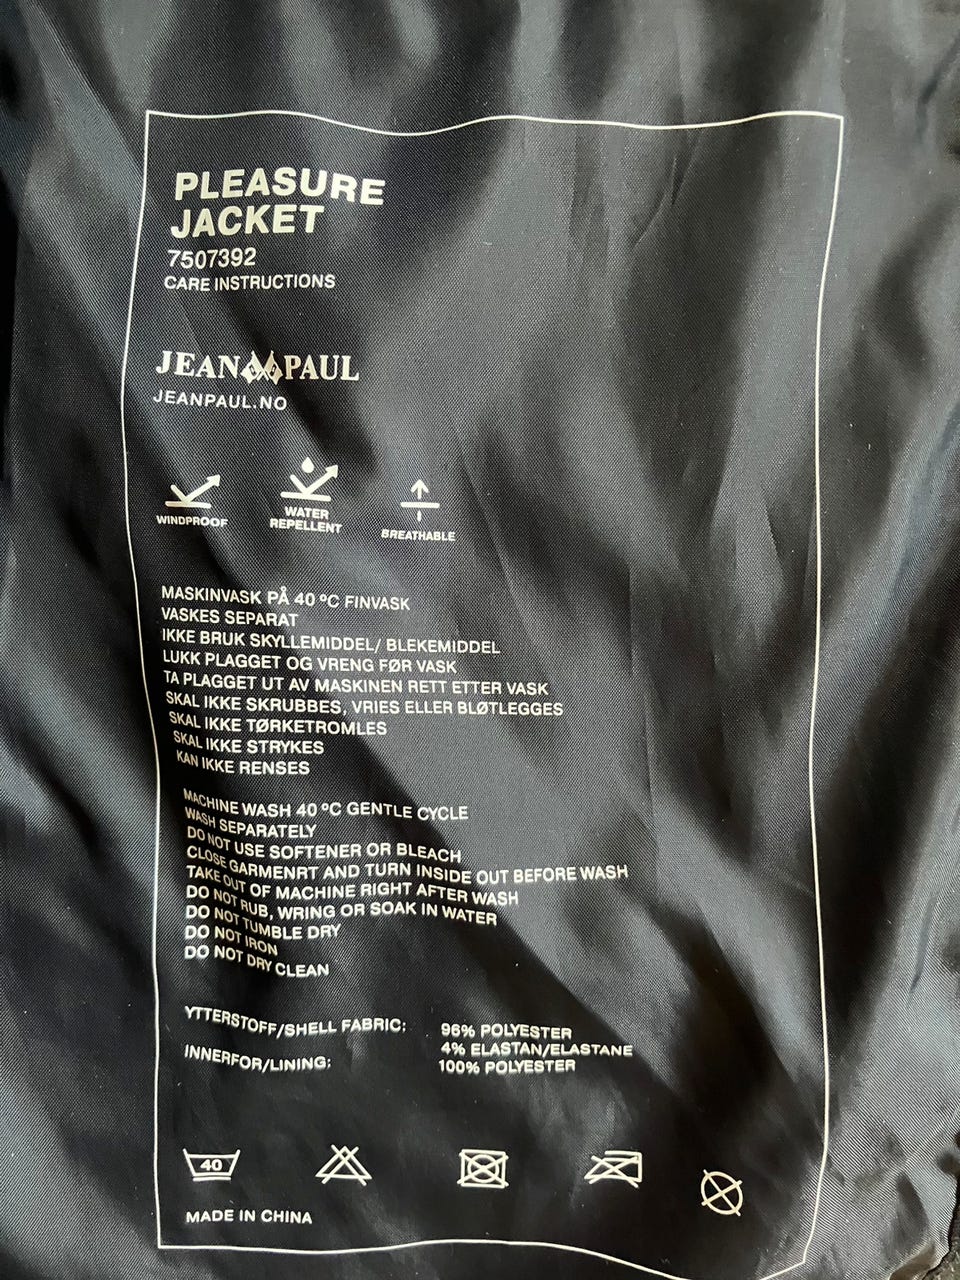 PLEASURE
JACKET
7507392
CARE INSTRUCTIONS
JEAN PAUL
JEANPAUL.NO
WINDPROOF
WATER
REPELLENT
BREATHABLE
MASKINVASK PÅ 40 ºC FINVASK
VASKES SEPARAT
IKKE BRUK SKYLLEMIDDEL/ BLEKEMIDDEL
LUKK PLAGGET OG VRENG FØR VASK
TA PLAGGET UT AV MASKINEN RETT ETTER VASK
SKAL IKKE SKRUBBES, VRIES ELLER BLØTLEGGES
SKAL IKKE TØRKETROMLES
SKAL IKKE STRYKES
KAN IKKE RENSES
MACHINE WASH 40 ºC GENTLE CYCLE
WASH SEPARATELY
DO NOT USE SOFTENER OR BLEACH
CLOSE GARMENRT AND TURN INSIDE OUT BEFORE WASH
TAKE OUT OF MACHINE RIGHT AFTER WASH
DO NOT RUB, WRING OR SOAK IN WATER
DO NOT TUMBLE DRY
DO NOT IRON
DO NOT DRY CLEAN
YTTERSTOFF/SHELL FABRIC: 96% POLYESTER
4% ELASTAN/ELASTANE
INNERFOR/LINING: 100% POLYESTER
40
MADE IN CHINA